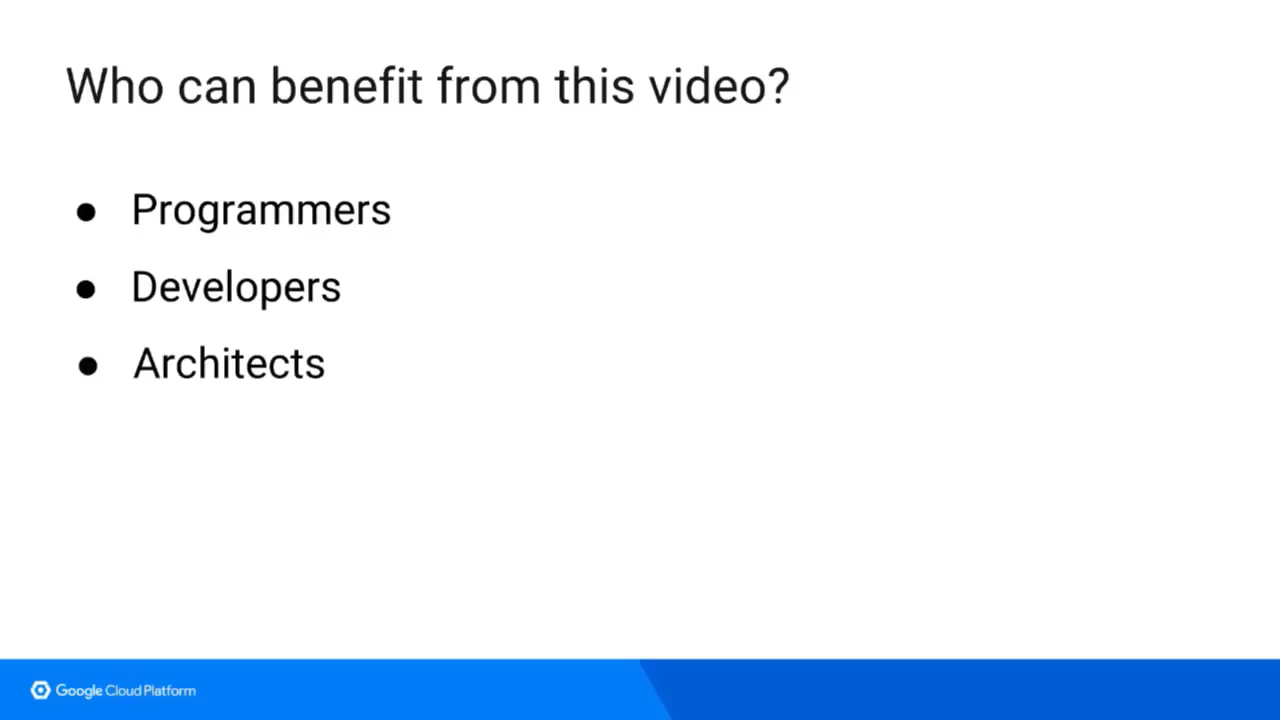 Who can benefit from this video?
● Programmers
● Developers
● Architects
Google Cloud Platform